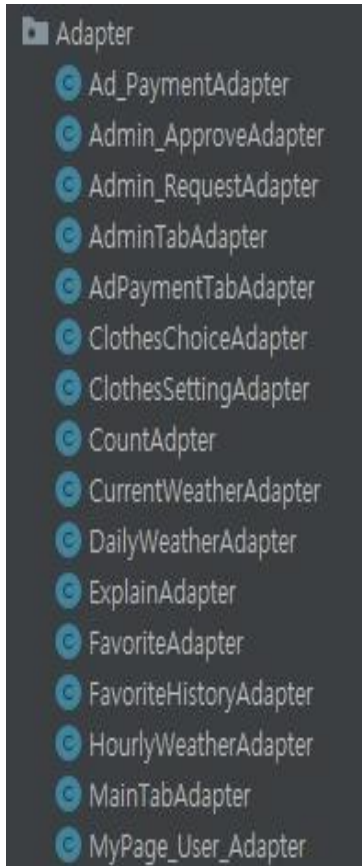 Adapter
Ad_PaymentAdapter
Admin_ApproveAdapter
Admin_RequestAdapter
AdminTabAdapter
AdPaymentTabAdapter
ClothesChoiceAdapter
ClothesSettingAdapter
CountAdpter
CurrentWeatherAdapter
DailyWeatherAdapter
ExplainAdapter
FavoriteAdapter
FavoriteHistoryAdapter
HourlyWeatherAdapter
MainTabAdapter
MyPage_User_Adapter